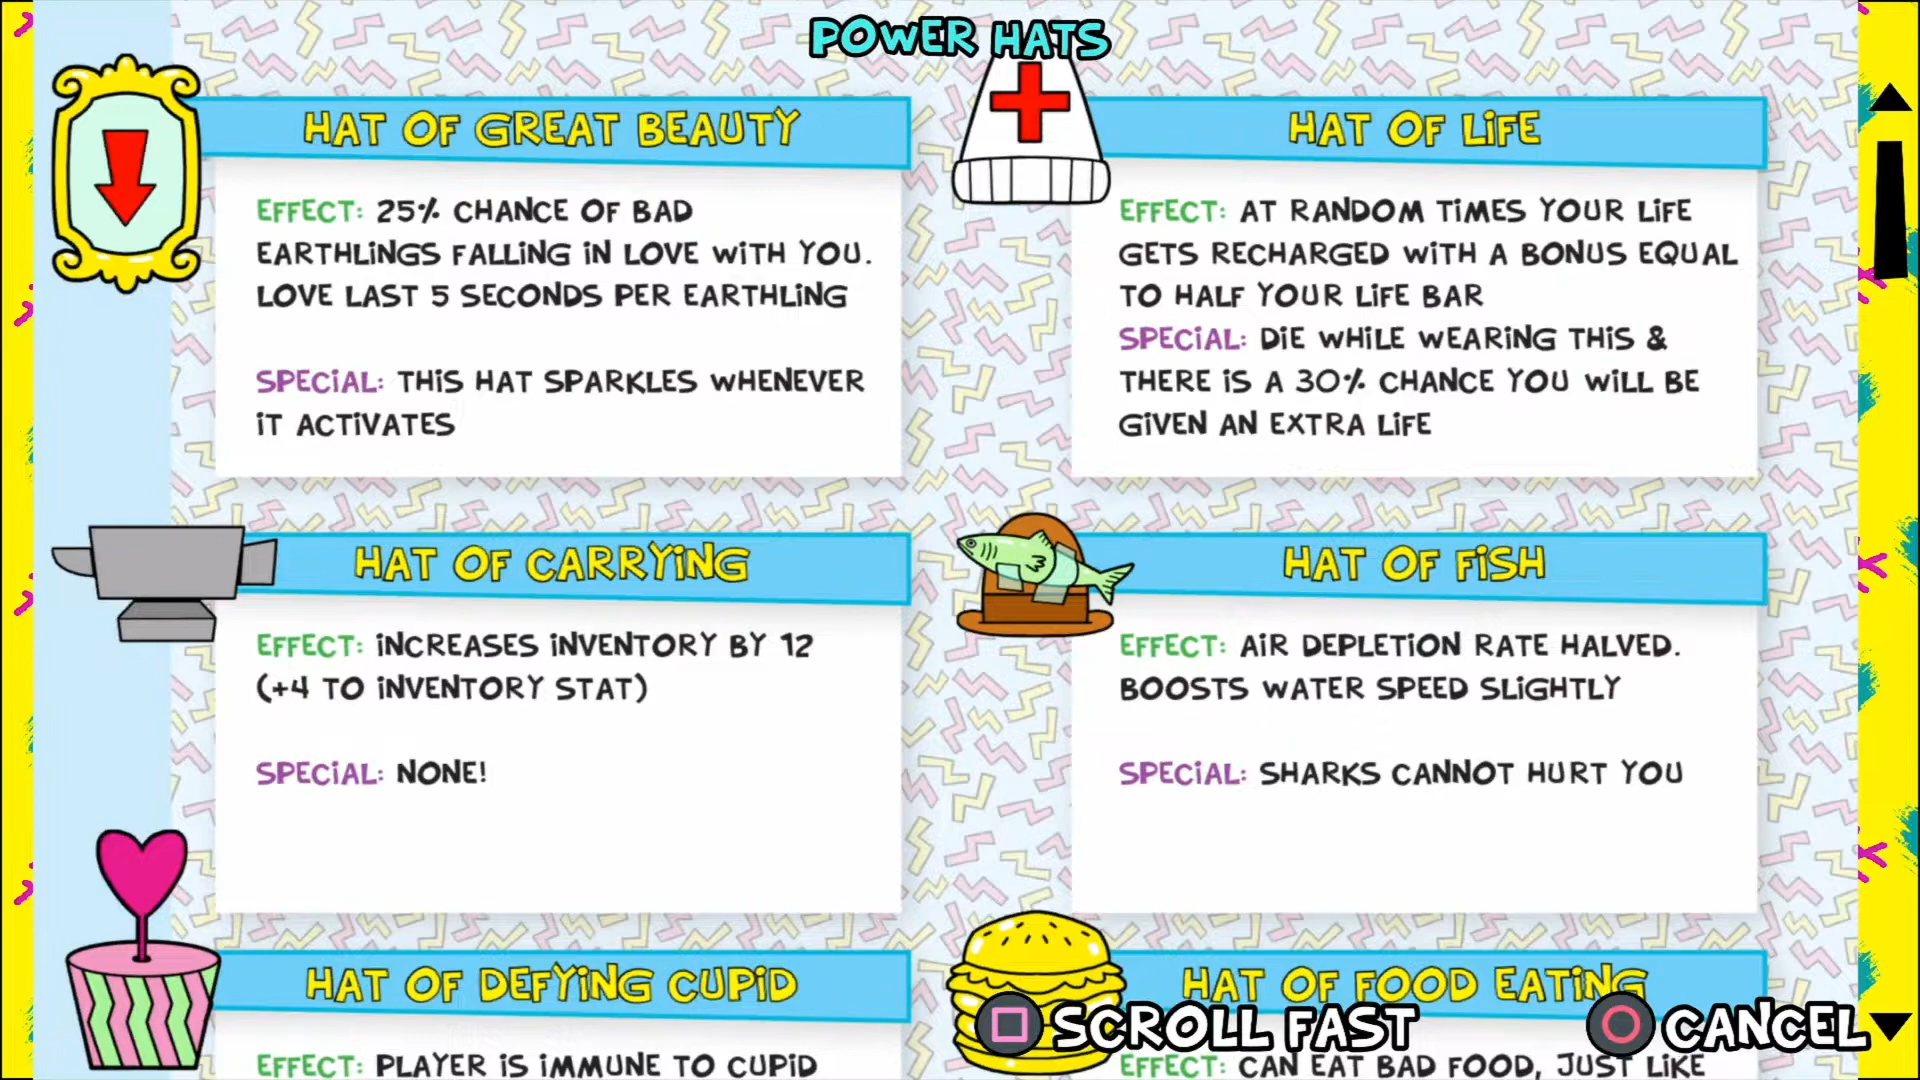 POWER HATS
HAT OF GREAT BEAUTY
EFFECT: 25% CHANCE OF BAD
EARTHLINGS FALLING IN LOVE WITH YOU.
LOVE LAST 5 SECONDS PER EARTHLING
SPECIAL: THIS HAT SPARKLES WHENEVER
IT ACTIVATES
HAT OF LIFE
EFFECT: AT RANDOM TIMES YOUR LIFE
GETS RECHARGED WITH A BONUS EQUAL
TO HALF YOUR LIFE BAR
SPECIAL: DIE WHILE WEARING THIS &
THERE IS A 30% CHANCE YOU WILL BE
GIVEN AN EXTRA LIFE
HAT OF CARRYING
EFFECT: INCREASES INVENTORY BY 12
(+4 TO INVENTORY STAT)
SPECIAL: NONE!
HAT OF FISH
EFFECT: AIR DEPLETION RATE HALVED.
BOOSTS WATER SPEED SLIGHTLY
SPECIAL: SHARKS CANNOT HURT YOU
HAT OF DEFYING CUPID
EFFECT: PLAYER IS IMMUNE TO CUPID
HAT OF FOOD EATING
EFFECT: CAN EAT BAD FOOD, JUST LIKE
SCROLL FAST
CANCEL